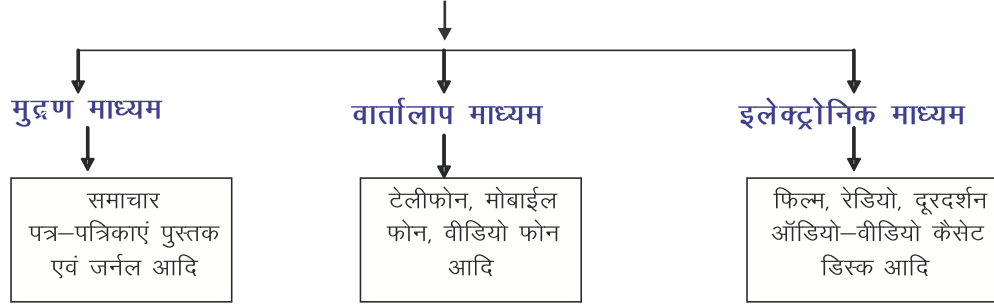 मुद्रण माध्यम
वार्तालाप माध्यम
इलेक्ट्रोनिक माध्यम
समाचार
पत्र–पत्रिकाएं पुस्तक
एवं जर्नल आदि
टेलीफोन, मोबाईल
फोन, वीडियो फोन
आदि
फिल्म, रेडियो, दूरदर्शन
ऑडियो–वीडियो कैसेट
डिस्क आदि